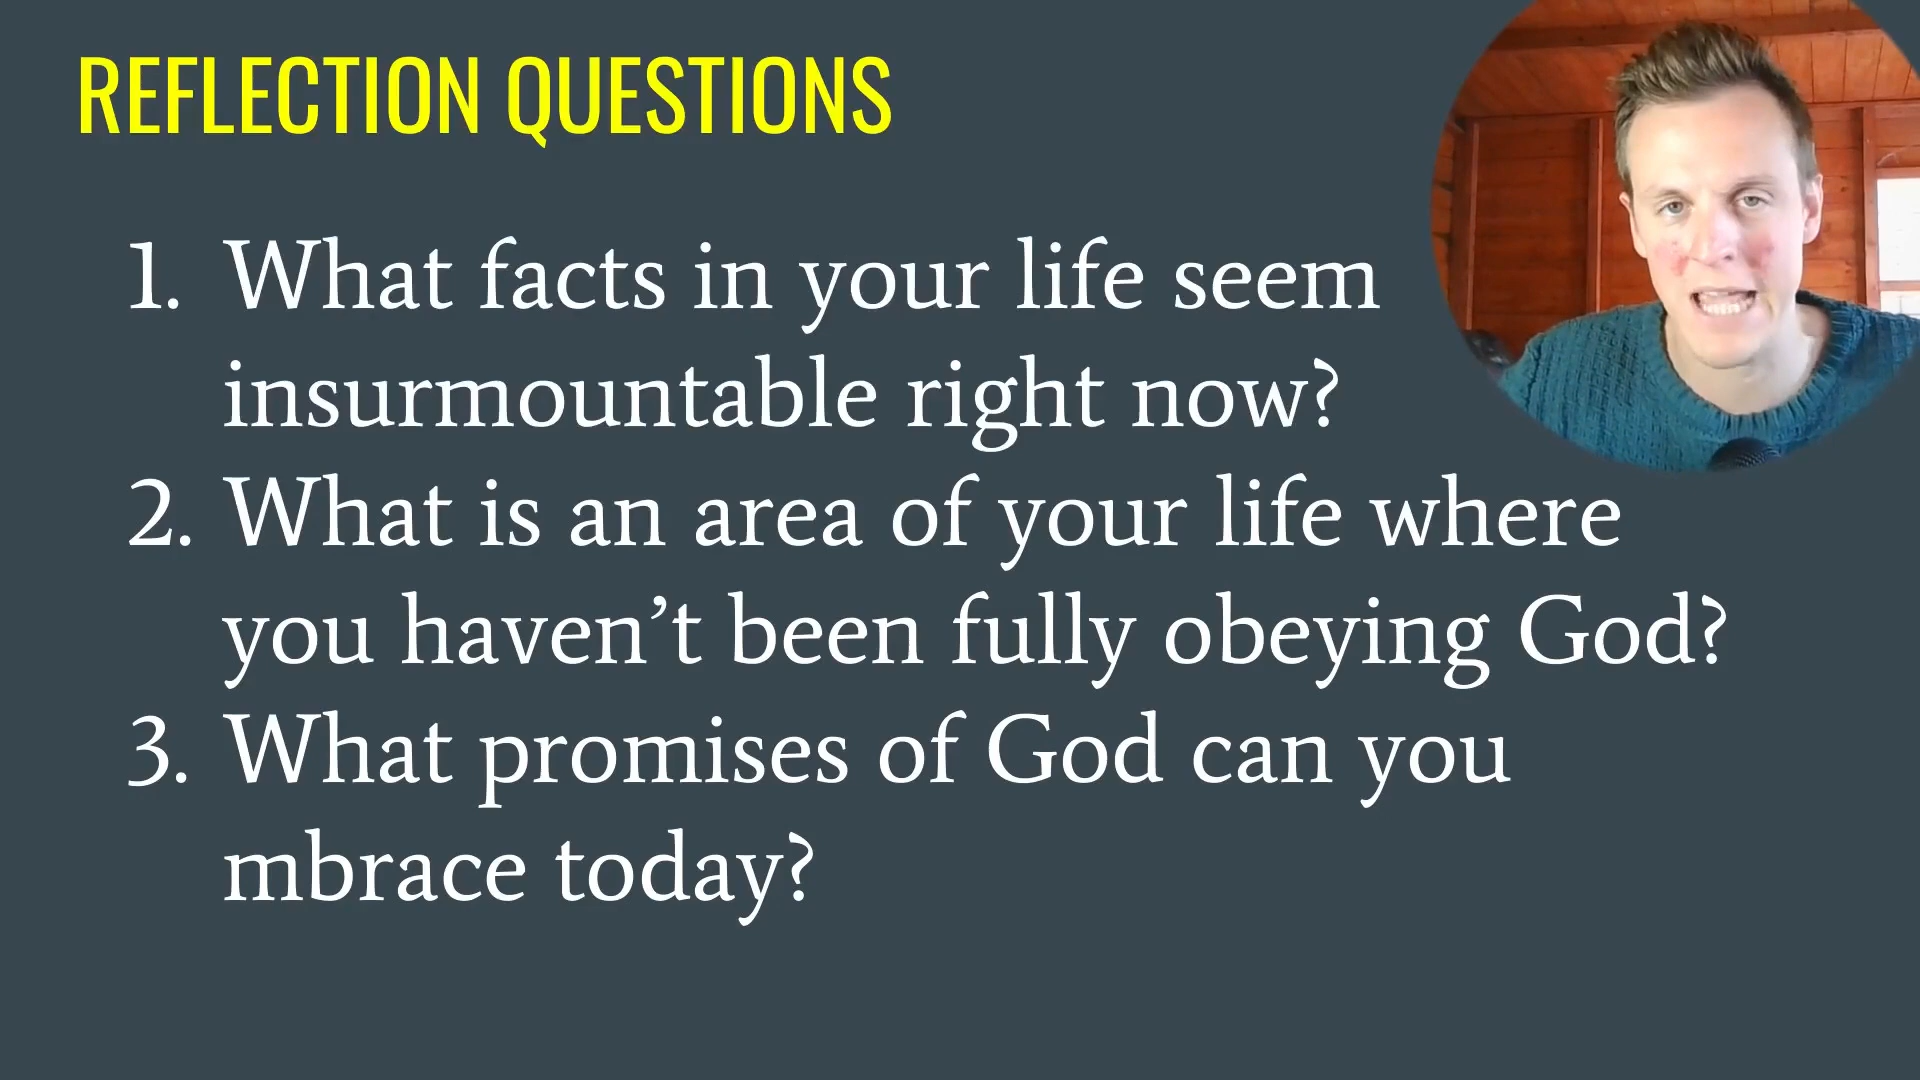 REFLECTION QUESTIONS
1. What facts in your life seem
insurmountable right now?
2. What is an area of your life where
you haven’t been fully obeying God?
3. What promises of God can you
mbrace today?